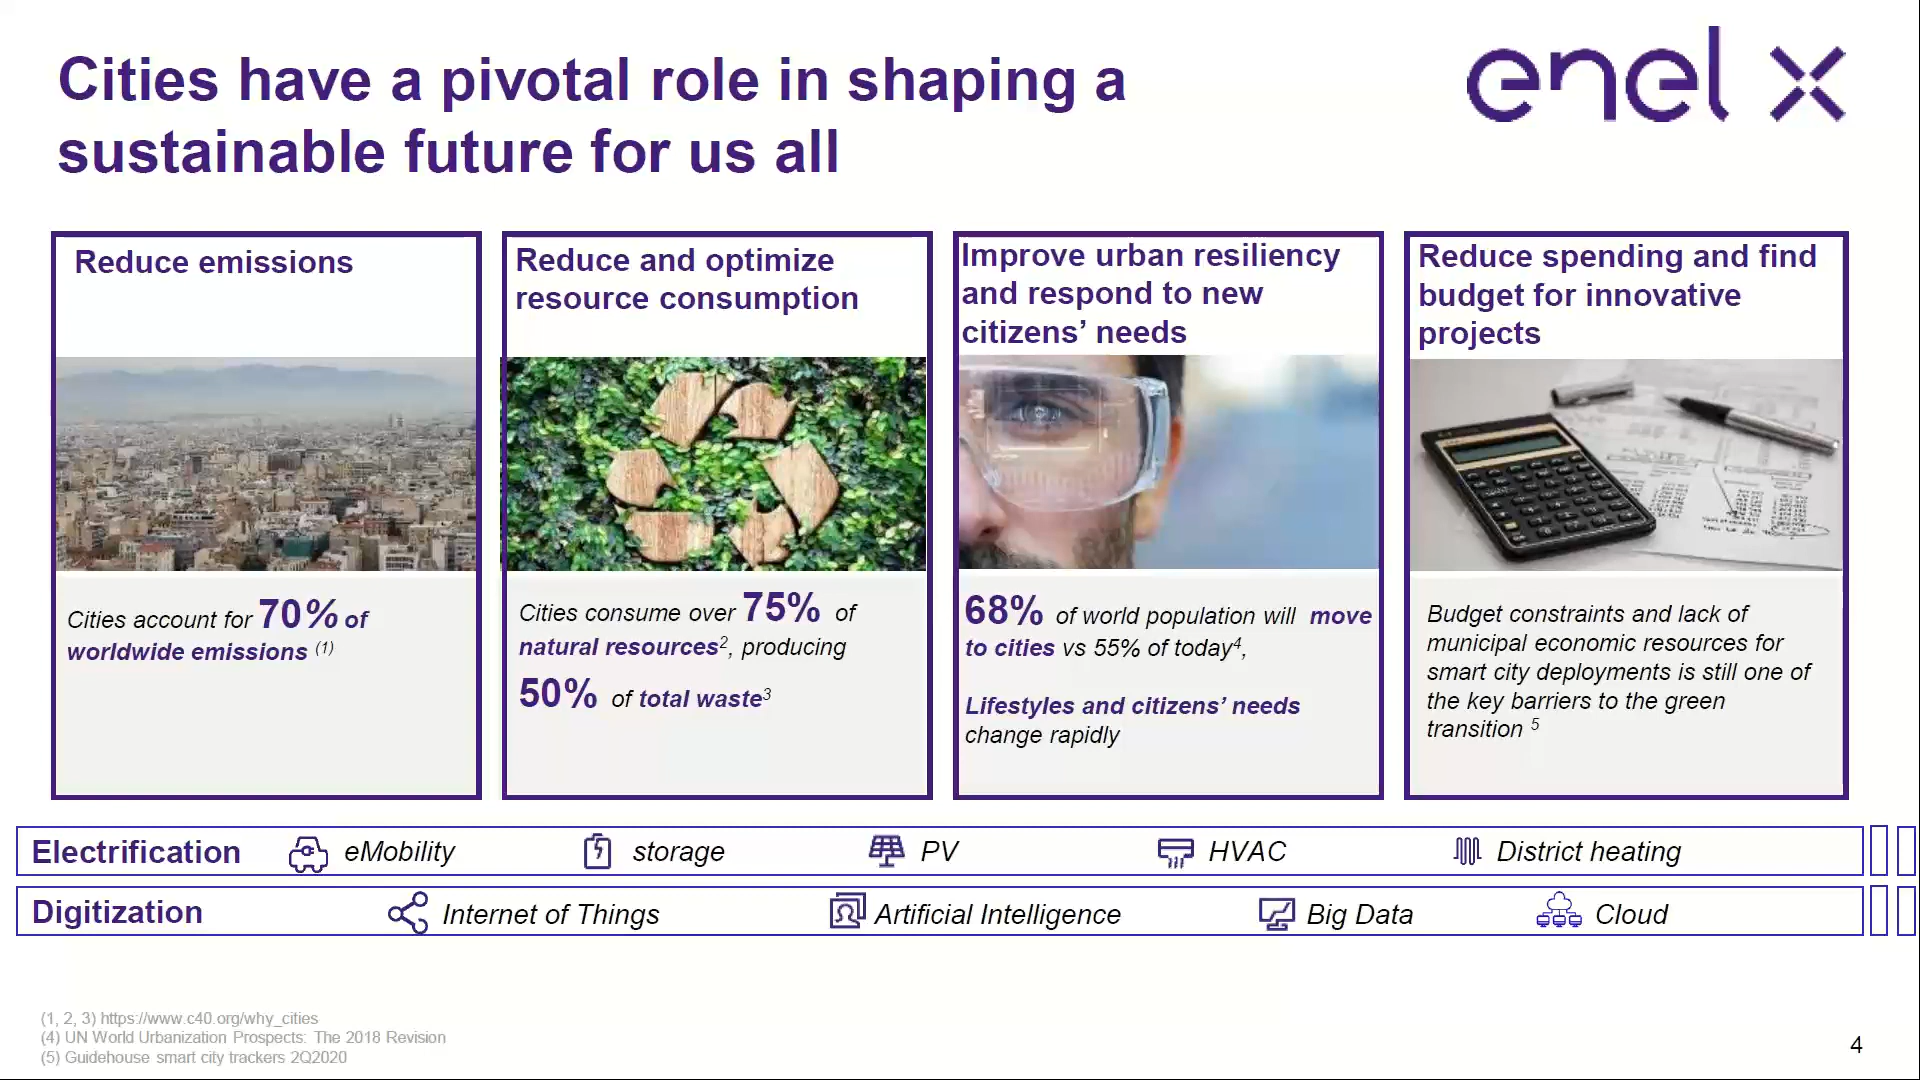 Cities have a pivotal role in shaping a
sustainable future for us all
enel x
Reduce emissions
Cities account for 70% of
worldwide emissions (1)
Reduce and optimize
resource consumption
Cities consume over 75% of
natural resources2, producing
50% of total waste3
Improve urban resiliency
and respond to new
citizens’ needs
68% of world population will move
to cities vs 55% of today4,
Lifestyles and citizens’ needs
change rapidly
Reduce spending and find
budget for innovative
projects
Budget constraints and lack of
municipal economic resources for
smart city deployments is still one of
the key barriers to the green
transition 5
Electrification eMobility storage PV HVAC District heating
Digitization Internet of Things Artificial Intelligence Big Data Cloud
(1, 2, 3) https://www.c40.org/why_cities
(4) UN World Urbanization Prospects: The 2018 Revision
(5) Guidehouse smart city trackers 2Q2020
4